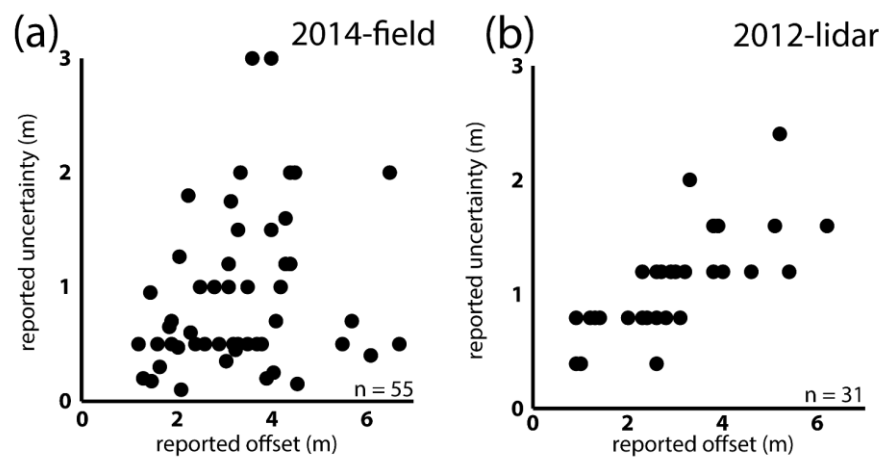 (a) 2014-field
3
2
1
0
reported uncertainty (m)
n = 55
0 2 4 6
reported offset (m)
(b) 2012-lidar
3
2
1
0
reported uncertainty (m)
n = 31
0 2 4 6
reported offset (m)